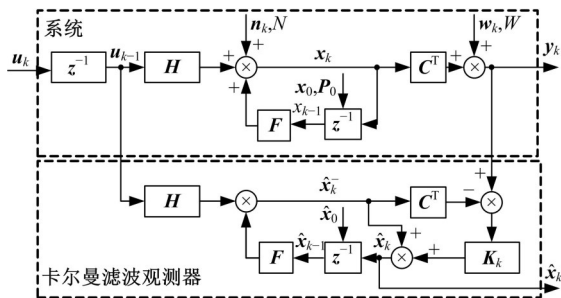 系统
n_k,N
w_k,W
u_k
z⁻¹
u_{k-1}
H
+
+
+
x_k
C^T
+
+
y_k
x_0,P_0
F
x_{k-1}
z⁻¹
H
x̂_k^-
C^T
+
−
x̂_0
F
x̂_{k-1}
z⁻¹
x̂_k
+
+
K_k
x̂_k
卡尔曼滤波观测器